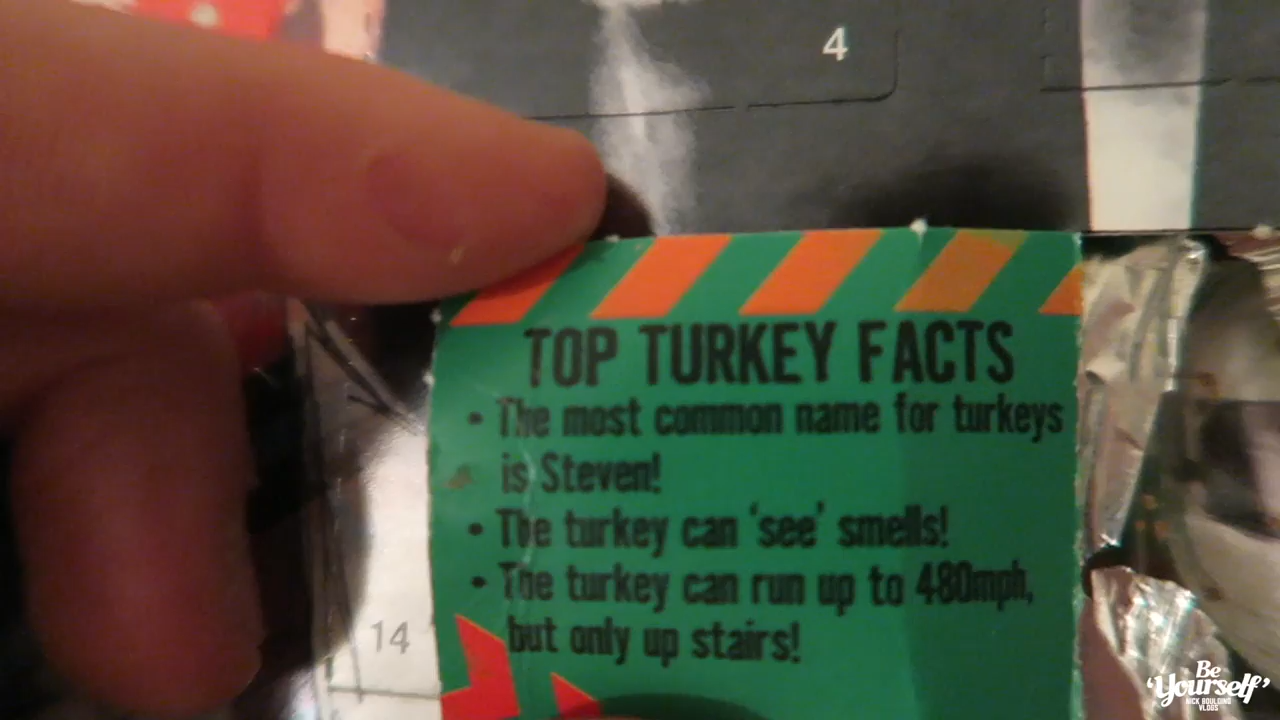 4
TOP TURKEY FACTS
• The most common name for turkeys
is Steven!
• The turkey can 'see' smells!
• The turkey can run up to 480mph,
but only up stairs!
14
Be
'Yourself'
NICK BOULDING
VLOGS